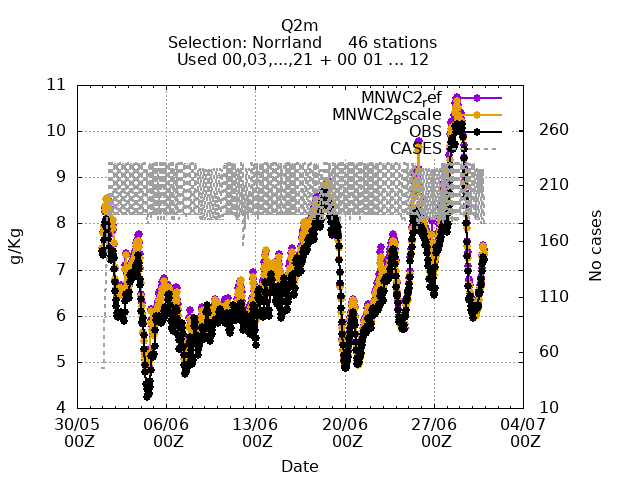 Q2m
Selection: Norrland 46 stations
Used 00,03,...,21 + 00 01 ... 12
MNWC2ref
MNWC2Bscale
OBS
CASES
11
10
9
8
7
6
5
4
260
210
160
110
60
10
g/Kg
No cases
30/05 06/06 13/06 20/06 27/06 04/07
00Z 00Z 00Z 00Z 00Z 00Z
Date